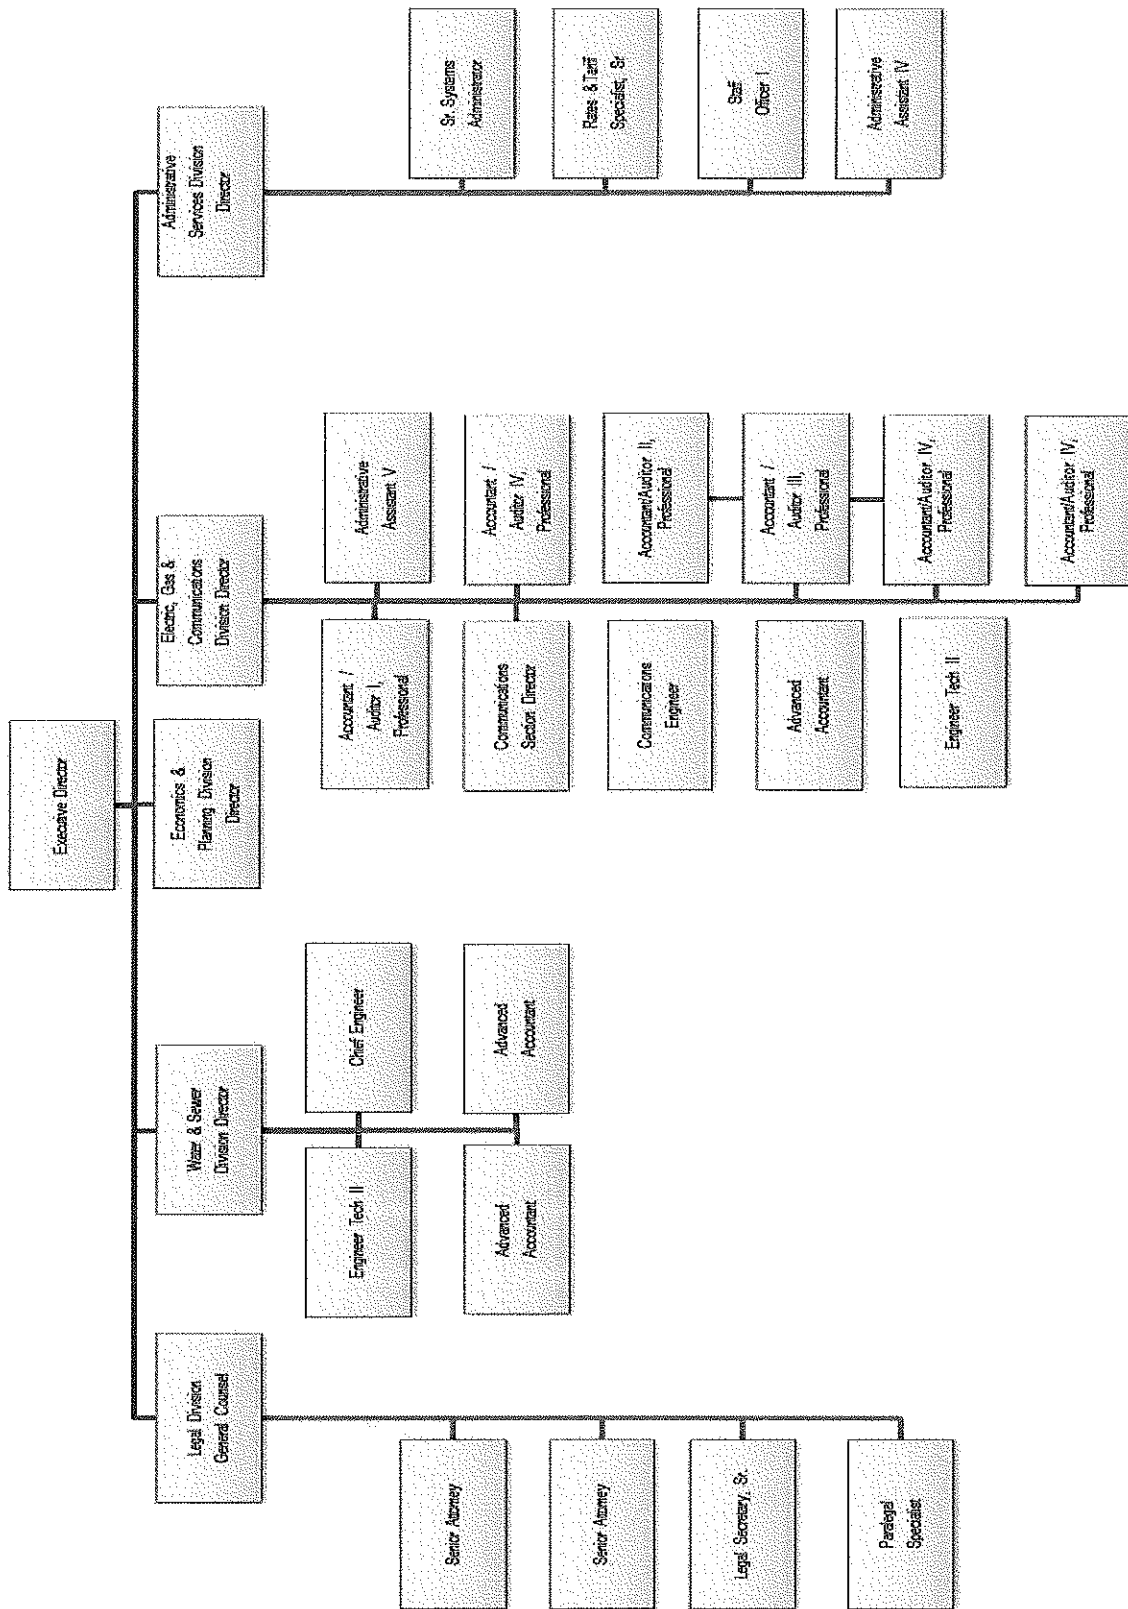 Executive Director
Legal Division
General Counsel
Water & Sewer
Division Director
Economics &
Planning Division
Director
Electric, Gas &
Communications
Division Director
Administrative
Services Division
Director
Senior Attorney
Senior Attorney
Legal Secretary, Sr.
Paralegal
Specialist
Engineer Tech II
Chief Engineer
Advanced
Accountant
Advanced
Accountant
Accountant /
Auditor I,
Professional
Administrative
Assistant V
Communications
Section Director
Accountant /
Auditor IV,
Professional
Communications
Engineer
Accountant/Auditor II,
Professional
Advanced
Accountant
Accountant /
Auditor III,
Professional
Engineer Tech II
Accountant/Auditor IV,
Professional
Accountant/Auditor IV,
Professional
Sr. Systems
Administrator
Rates & Tariff
Specialist, Sr
Staff
Officer I
Administrative
Assistant IV